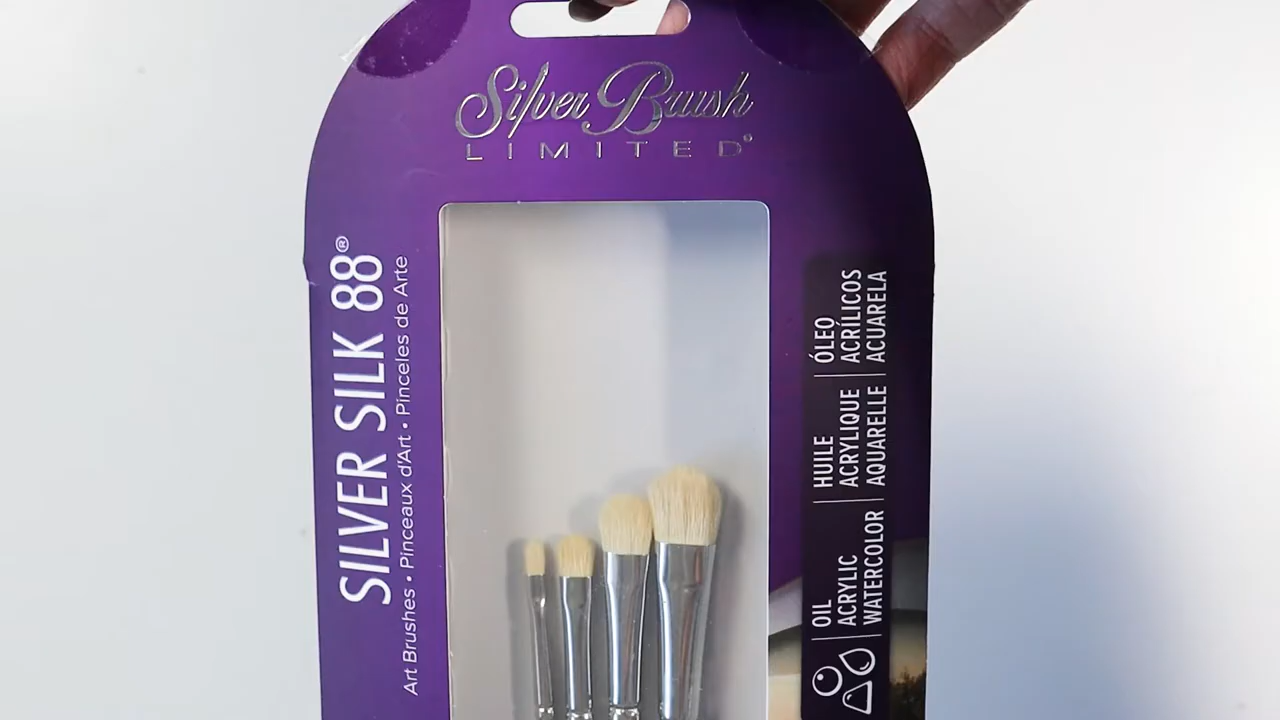 Silver Brush
LIMITED®
SILVER SILK 88®
Art Brushes • Pinceaux d'Art • Pinceles de Arte
OIL | HUILE | ÓLEO
ACRYLIC | ACRYLIQUE | ACRÍLICOS
WATERCOLOR | AQUARELLE | ACUARELA